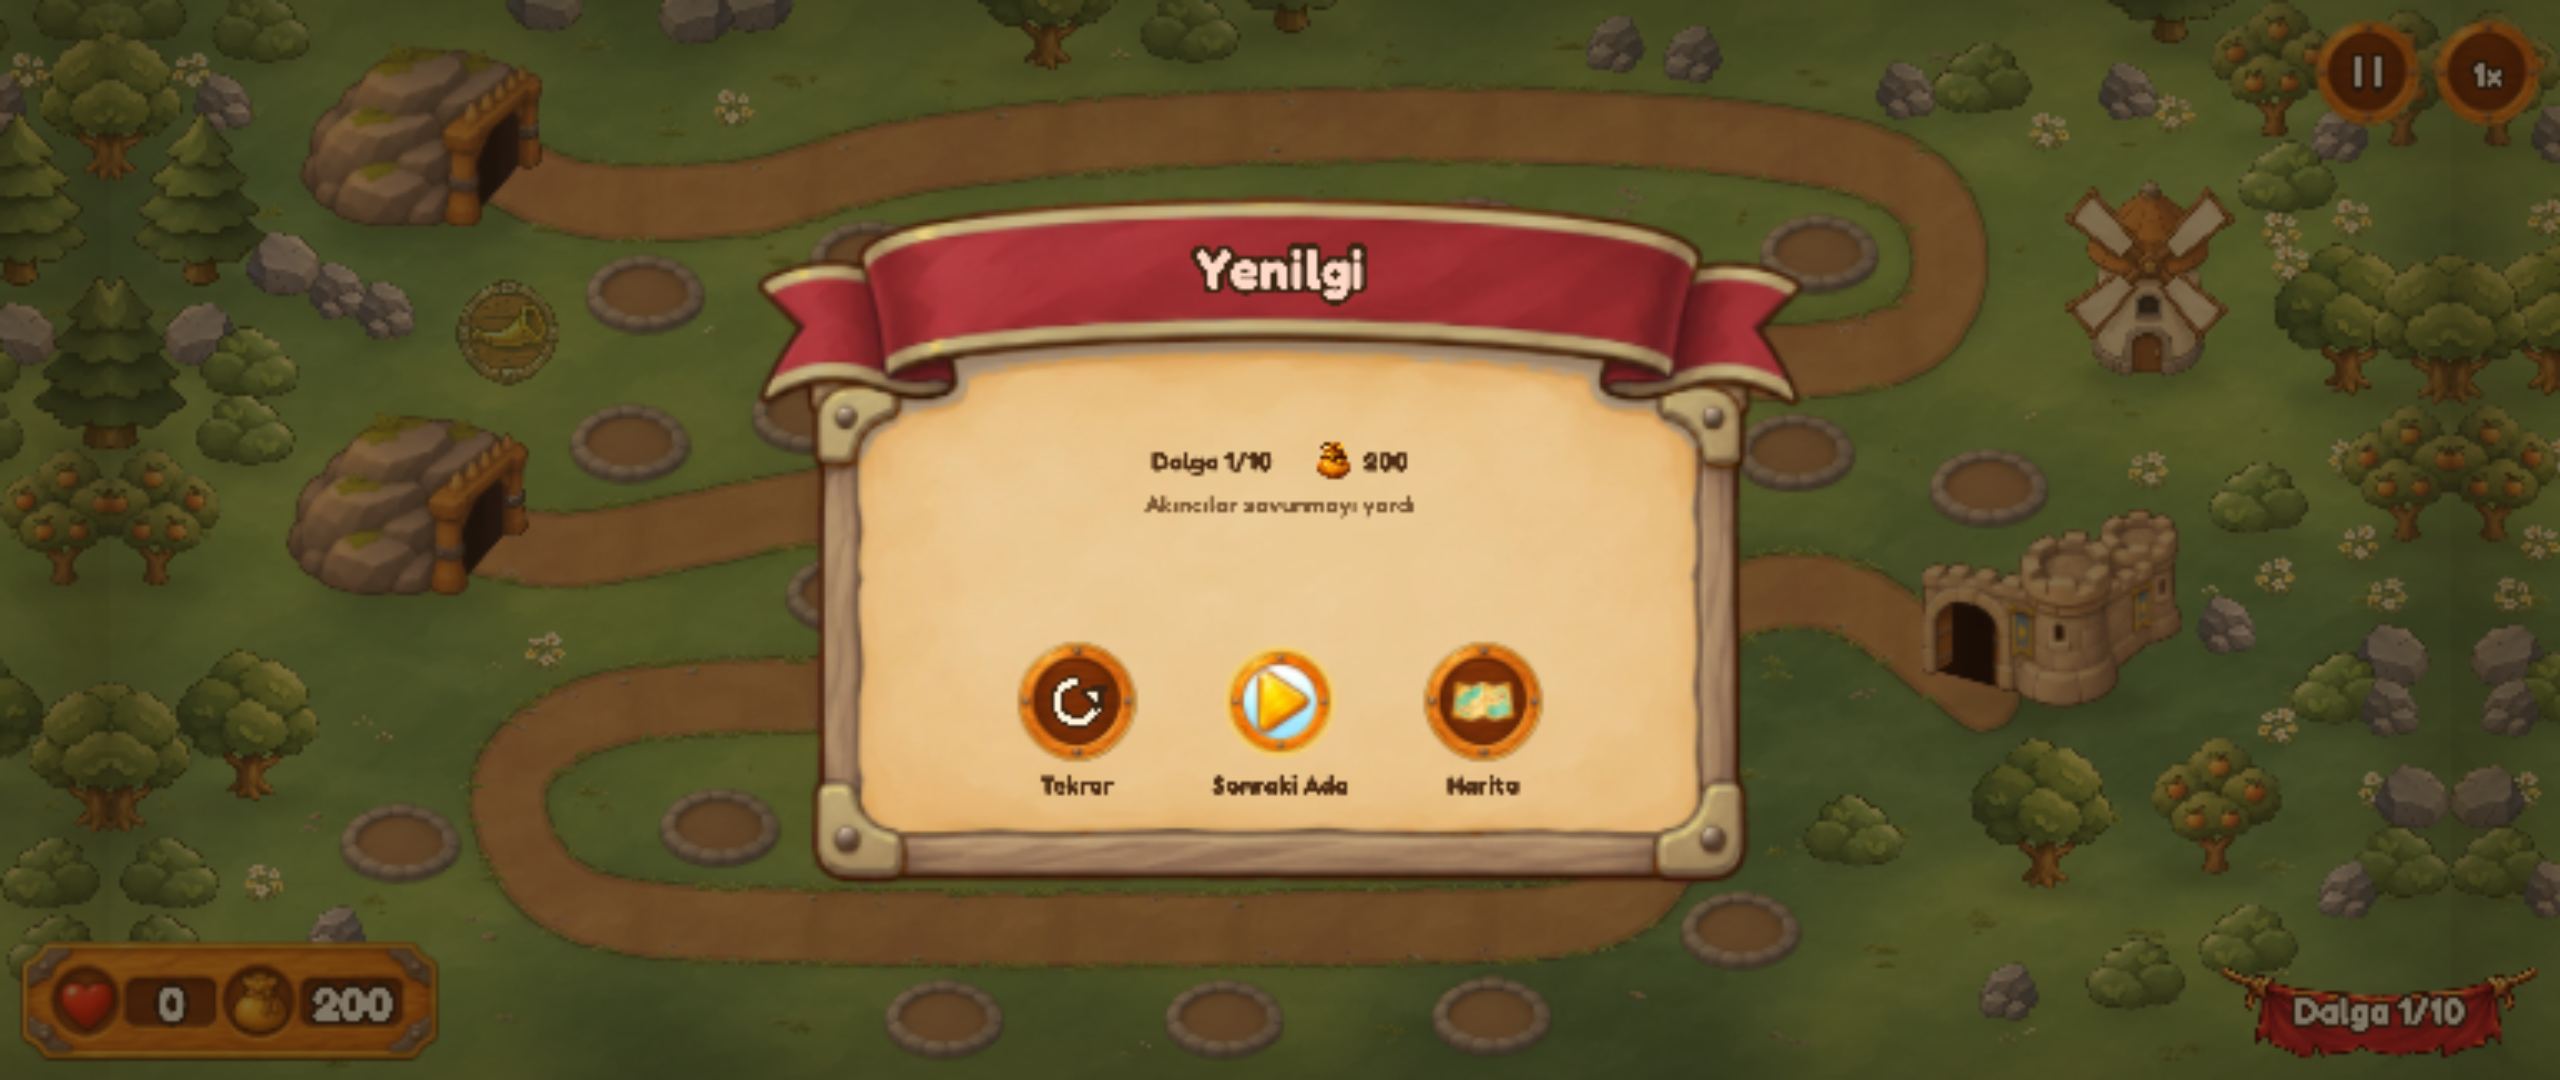 1x
Yenilgi
Dalga 1/10 200
Akıncılar savunmayı yardı
Tekrar
Sonraki Ada
Harita
0 200
Dalga 1/10